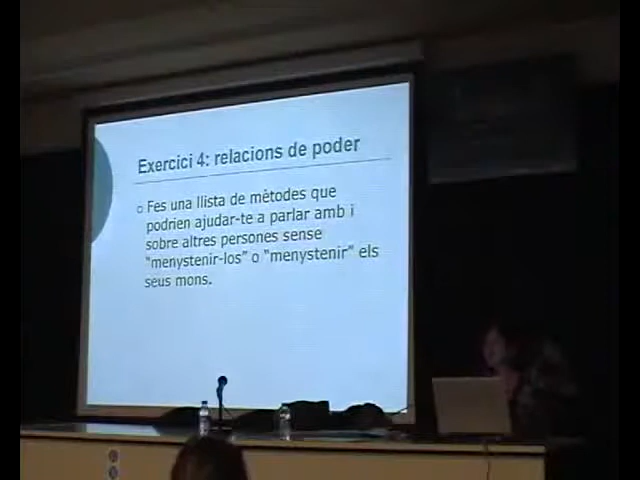 Exercici 4: relacions de poder
Fes una llista de mètodes que
podrien ajudar-te a parlar amb i
sobre altres persones sense
“menystenir-los” o “menystenir” els
seus mons.